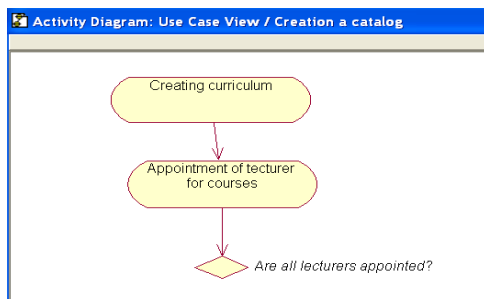 Activity Diagram: Use Case View / Creation a catalog
Creating curriculum
Appointment of tecturer
for courses
Are all lecturers appointed?